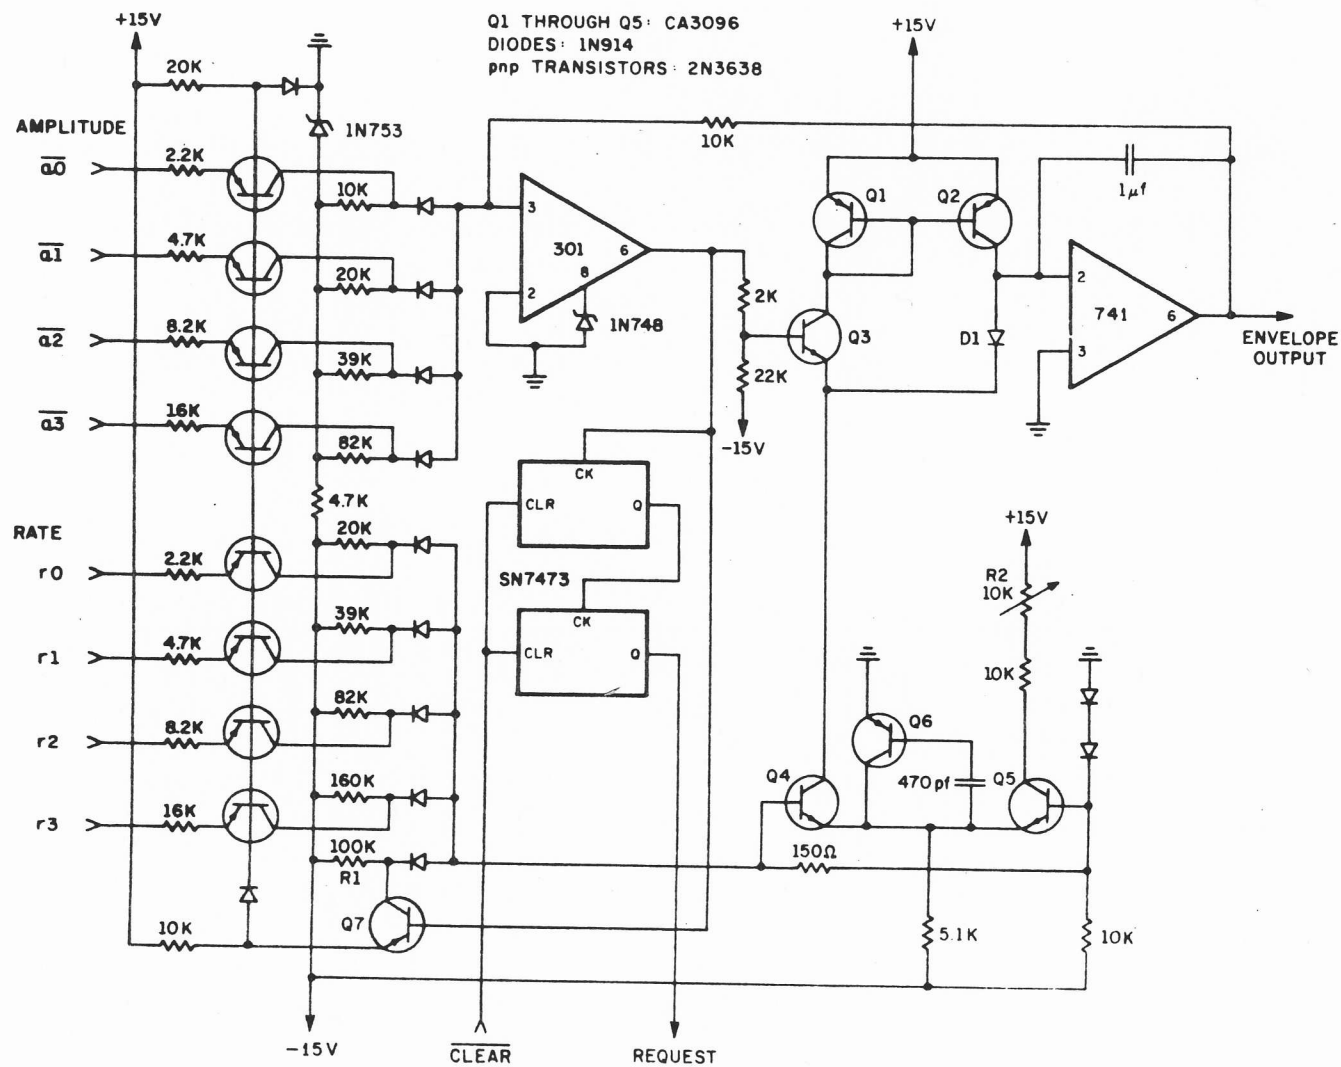 +15V
Q1 THROUGH Q5: CA3096
DIODES: 1N914
pnp TRANSISTORS: 2N3638
+15V
20K
AMPLITUDE
1N753
10K
a0
2.2K
10K
1μf
Q1
Q2
3
301
6
8
2
a1
4.7K
20K
2K
1N748
Q3
D1
2
741
6
3
ENVELOPE
OUTPUT
a2
8.2K
39K
22K
-15V
a3
16K
82K
CK
CLR
Q
4.7K
RATE
20K
r0
2.2K
SN7473
+15V
R2
10K
39K
CK
CLR
Q
r1
4.7K
10K
82K
r2
8.2K
Q6
160K
Q4
470pf
Q5
r3
16K
100K
R1
150Ω
Q7
10K
5.1K
10K
-15V
CLEAR
REQUEST